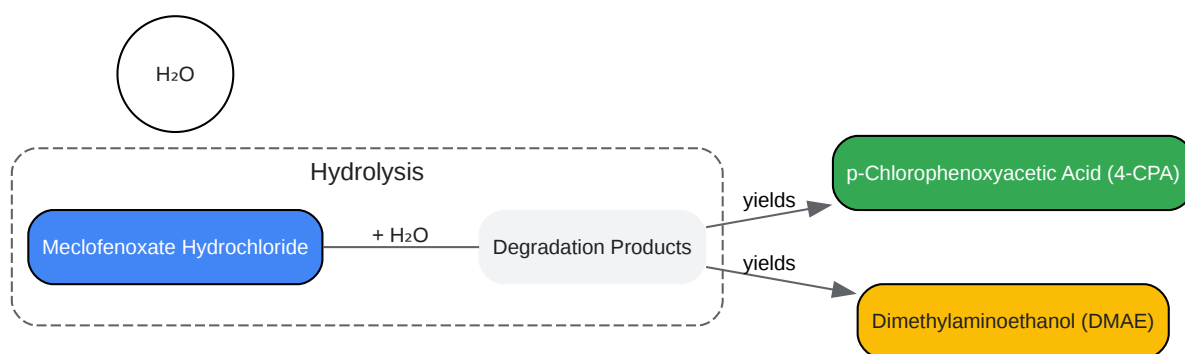 H₂O
Hydrolysis
Meclofenoxate Hydrochloride
+ H₂O
Degradation Products
yields
yields
p-Chlorophenoxyacetic Acid (4-CPA)
Dimethylaminoethanol (DMAE)